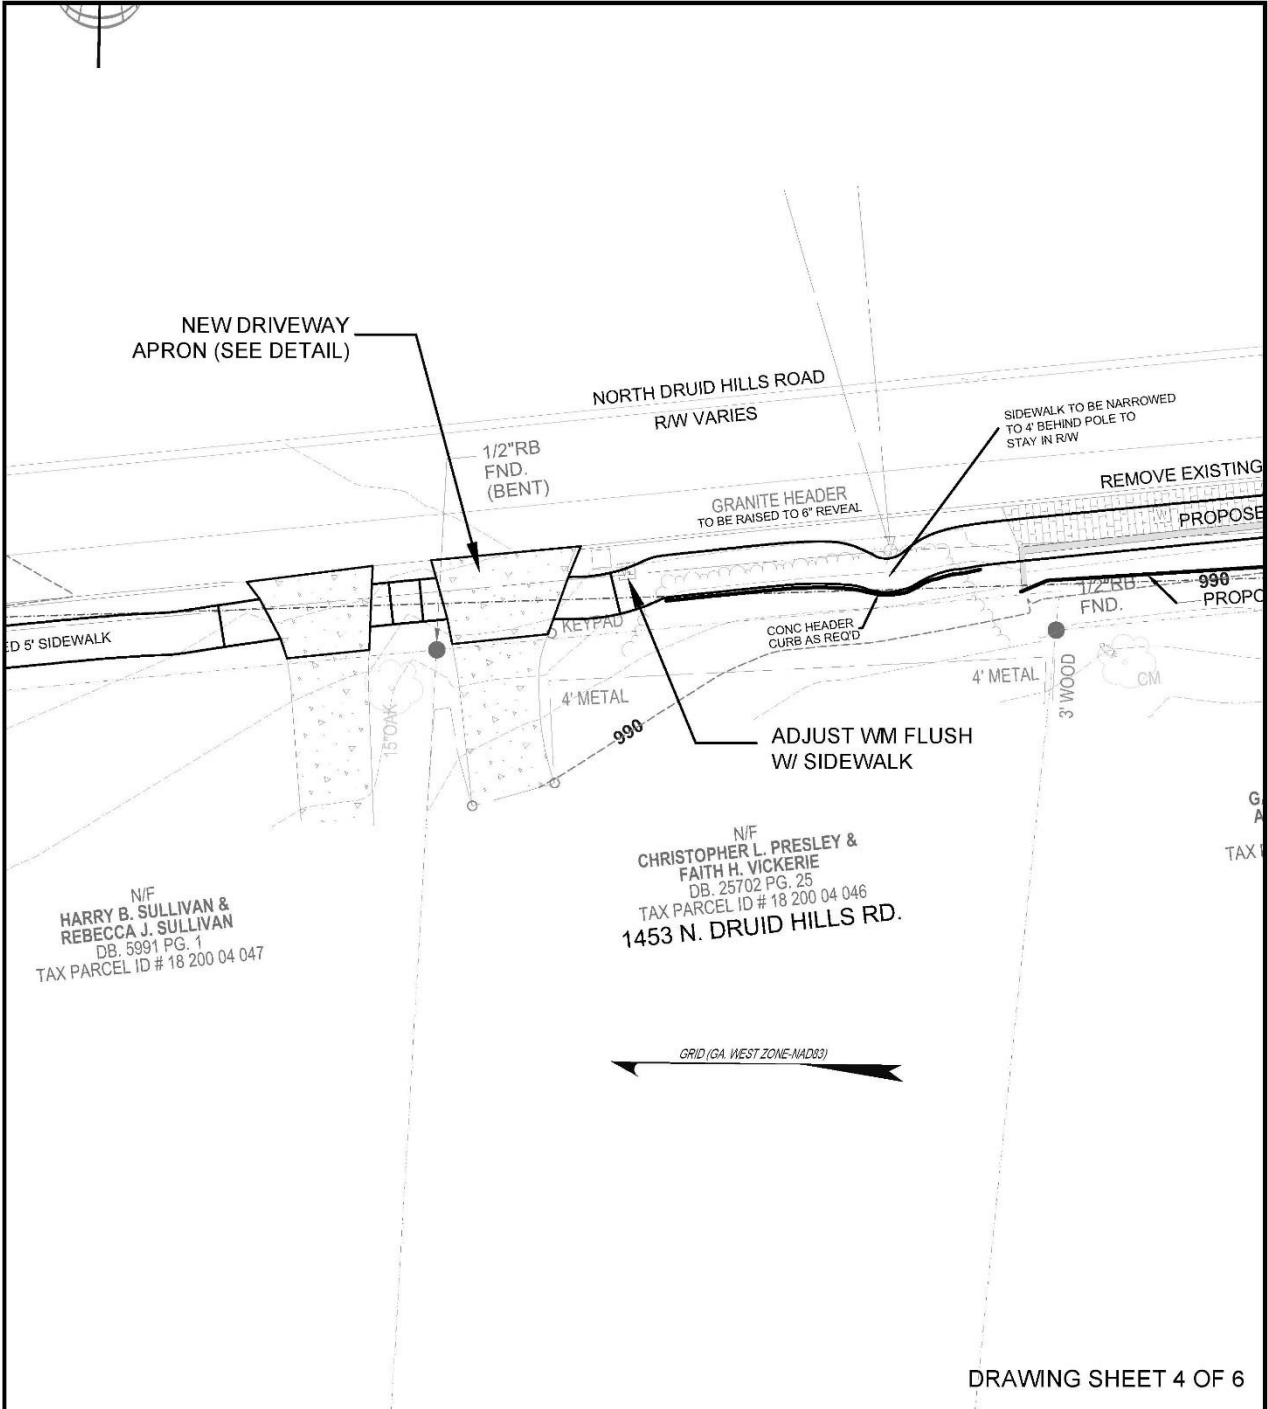 NEW DRIVEWAY
APRON (SEE DETAIL)
NORTH DRUID HILLS ROAD
R/W VARIES
SIDEWALK TO BE NARROWED
TO 4' BEHIND POLE TO
STAY IN R/W
1/2"RB
FND.
(BENT)
REMOVE EXISTING
GRANITE HEADER
TO BE RAISED TO 6" REVEAL
PROPOSE
ED 5' SIDEWALK
KEYPAD
CONC HEADER
CURB AS REQ'D
1/2"RB
FND.
990
PROPO
4' METAL
4' METAL
3' WOOD
CM
15"OAK
990
ADJUST WM FLUSH
W/ SIDEWALK
N/F
CHRISTOPHER L. PRESLEY &
FAITH H. VICKERIE
DB. 25702 PG. 25
TAX PARCEL ID # 18 200 04 046
1453 N. DRUID HILLS RD.
G
A
TAX
N/F
HARRY B. SULLIVAN &
REBECCA J. SULLIVAN
DB. 5991 PG. 1
TAX PARCEL ID # 18 200 04 047
GRID (GA. WEST ZONE-NAD83)
DRAWING SHEET 4 OF 6